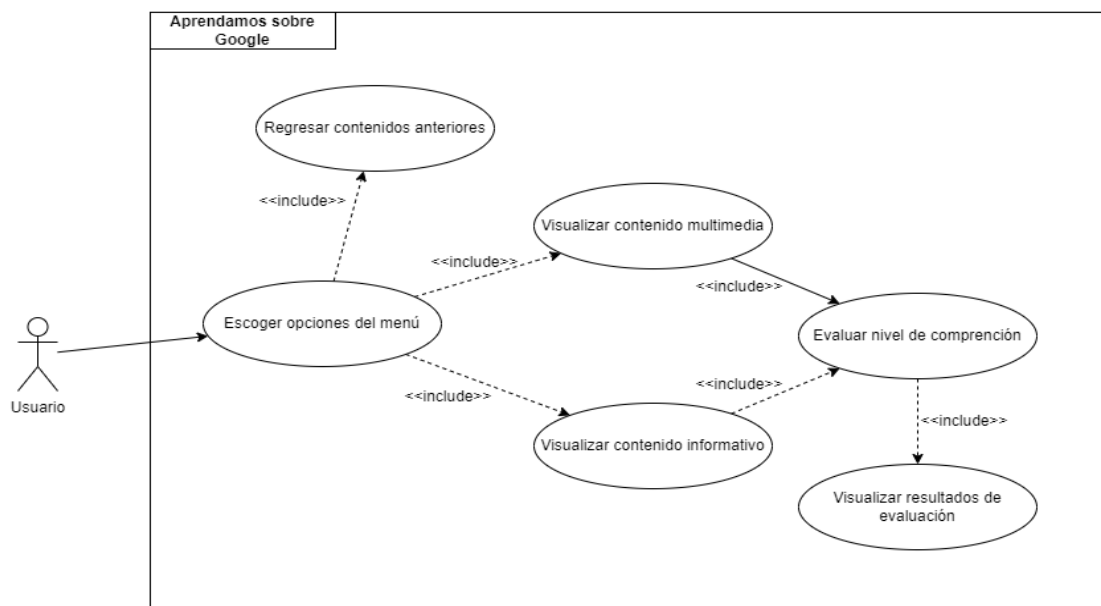 Aprendamos sobre
Google
Regresar contenidos anteriores
<<include>>
Visualizar contenido multimedia
<<include>>
<<include>>
Escoger opciones del menú
Evaluar nivel de comprención
Usuario
<<include>>
<<include>>
<<include>>
Visualizar contenido informativo
Visualizar resultados de
evaluación